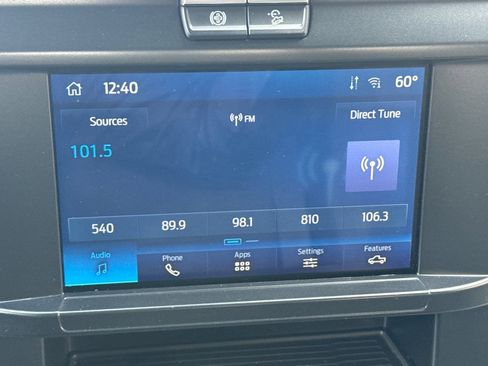 12:40 60°
Sources FM Direct Tune
101.5
540 89.9 98.1 810 106.3
Audio Phone Apps Settings Features